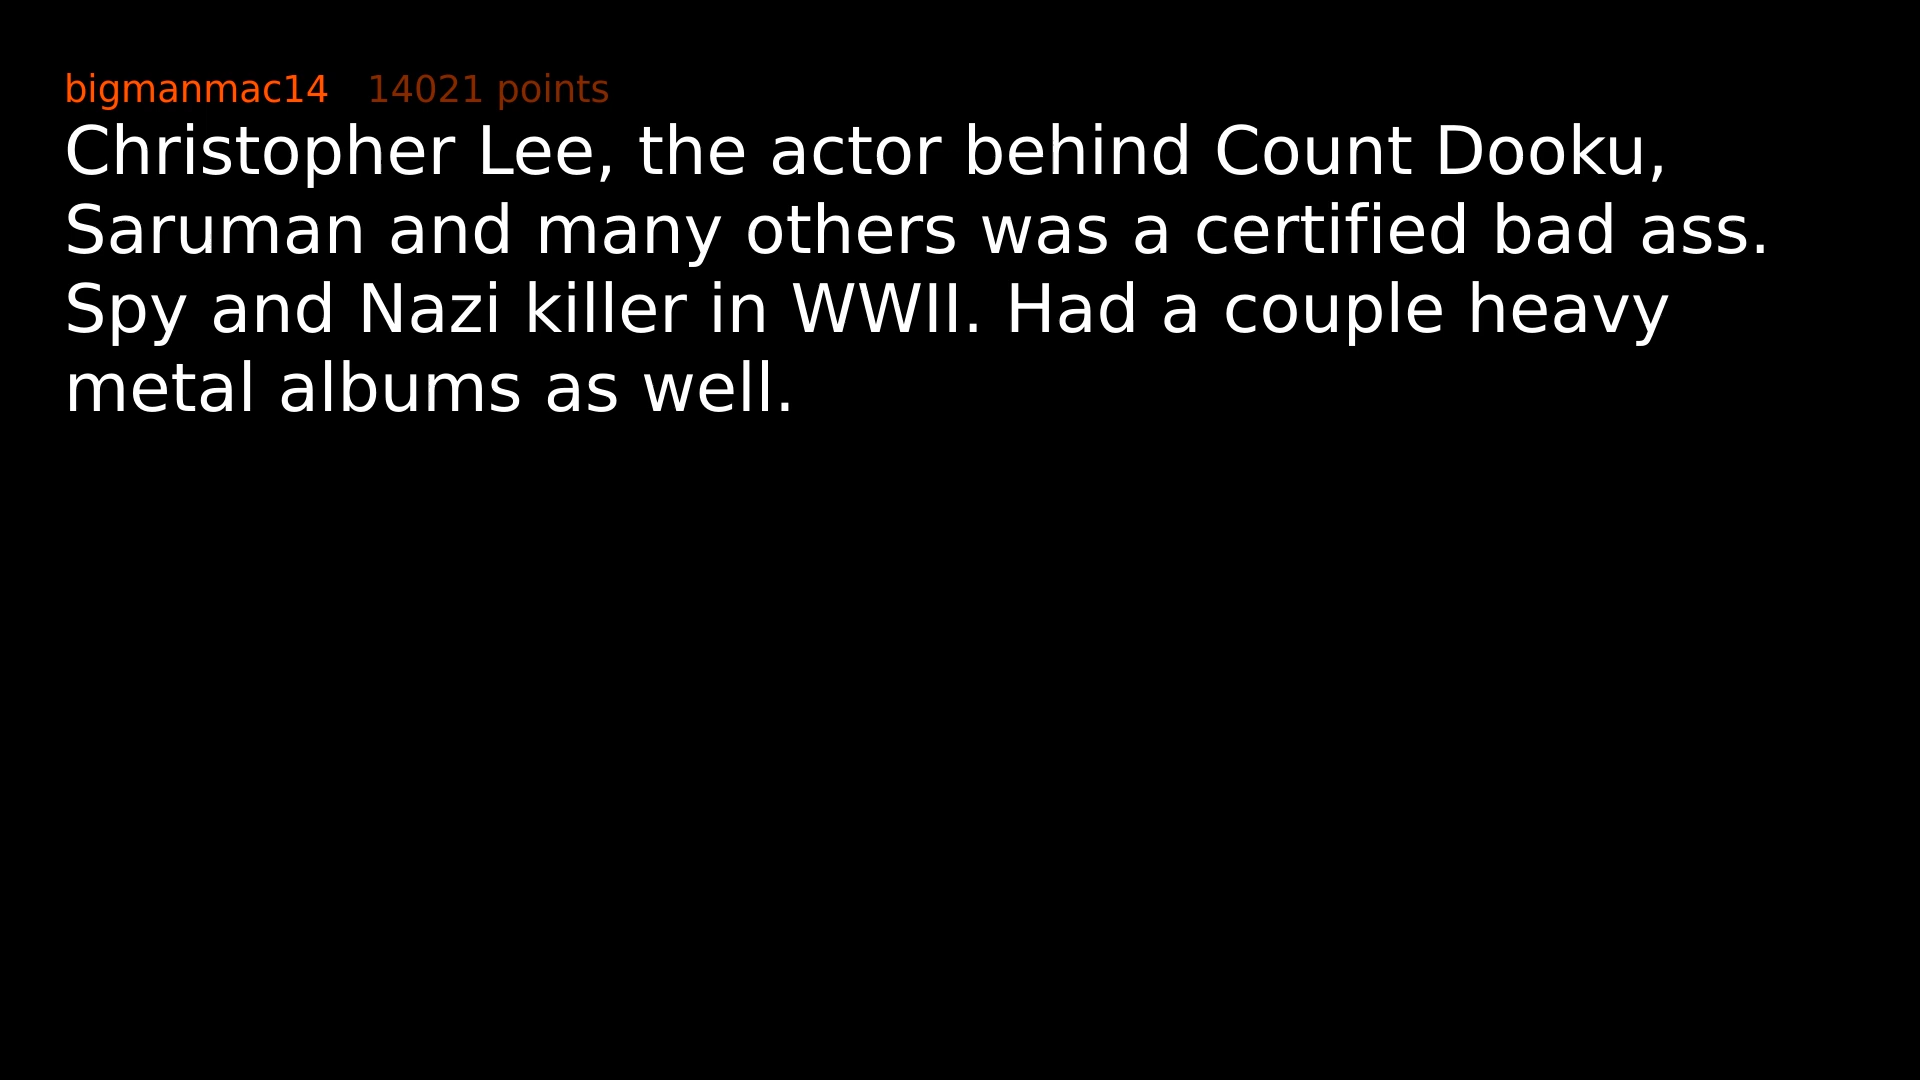 bigmanmac14 14021 points
Christopher Lee, the actor behind Count Dooku,
Saruman and many others was a certified bad ass.
Spy and Nazi killer in WWII. Had a couple heavy
metal albums as well.